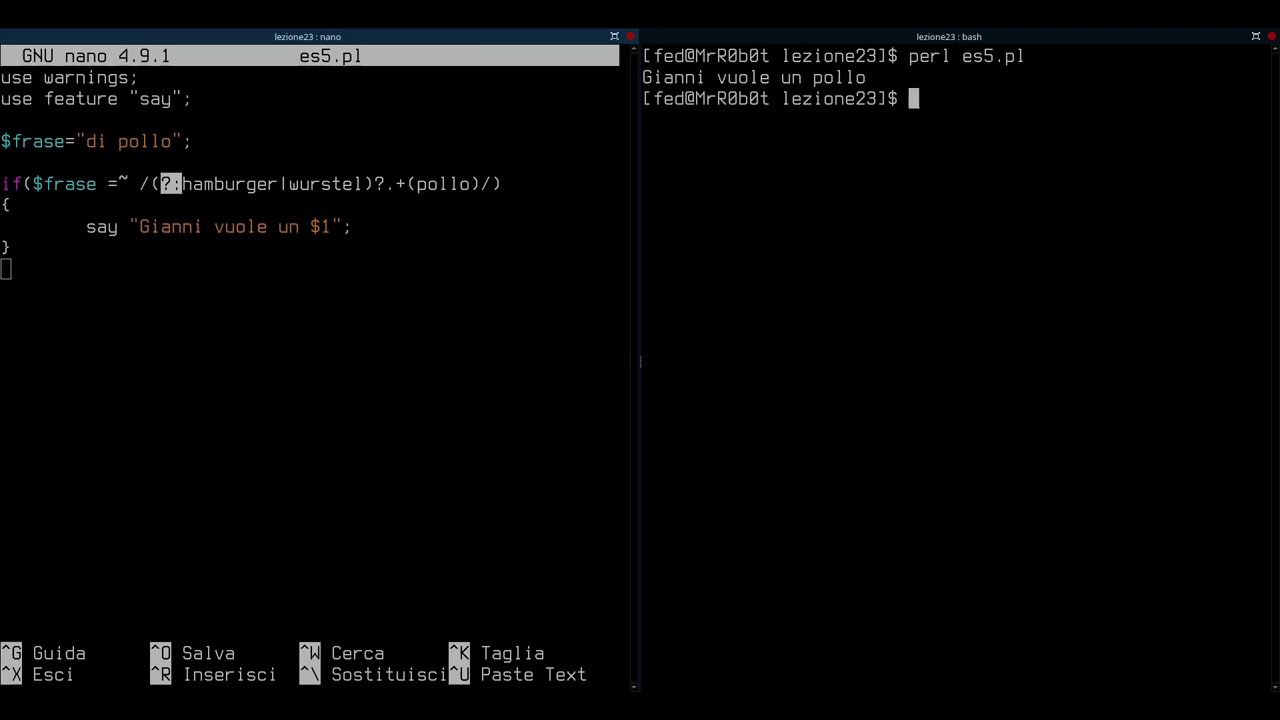 lezione23 : nano
GNU nano 4.9.1 es5.pl
use warnings;
use feature "say";
$frase="di pollo";
if($frase =~ /(?:hamburger|wurstel)?.+(pollo)/)
{
say "Gianni vuole un $1";
}
^G Guida ^O Salva ^W Cerca ^K Taglia
^X Esci ^R Inserisci ^\ Sostituisci ^U Paste Text
lezione23 : bash
[fed@MrR0b0t lezione23]$ perl es5.pl
Gianni vuole un pollo
[fed@MrR0b0t lezione23]$